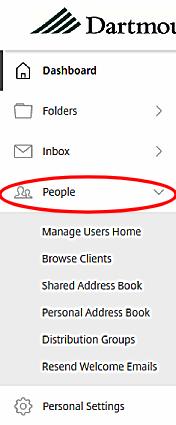 Dartmou
Dashboard
Folders
Inbox
People
Manage Users Home
Browse Clients
Shared Address Book
Personal Address Book
Distribution Groups
Resend Welcome Emails
Personal Settings